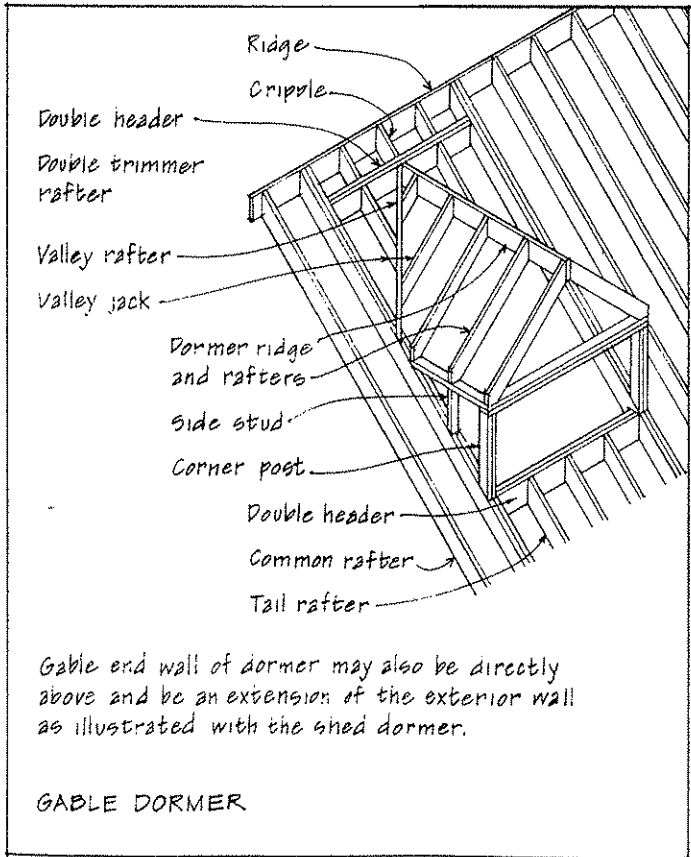 Ridge
Cripple
Double header
Double trimmer
rafter
Valley rafter
Valley jack
Dormer ridge
and rafters
Side stud
Corner post
Double header
Common rafter
Tail rafter
Gable end wall of dormer may also be directly
above and be an extension of the exterior wall
as illustrated with the shed dormer.
GABLE DORMER